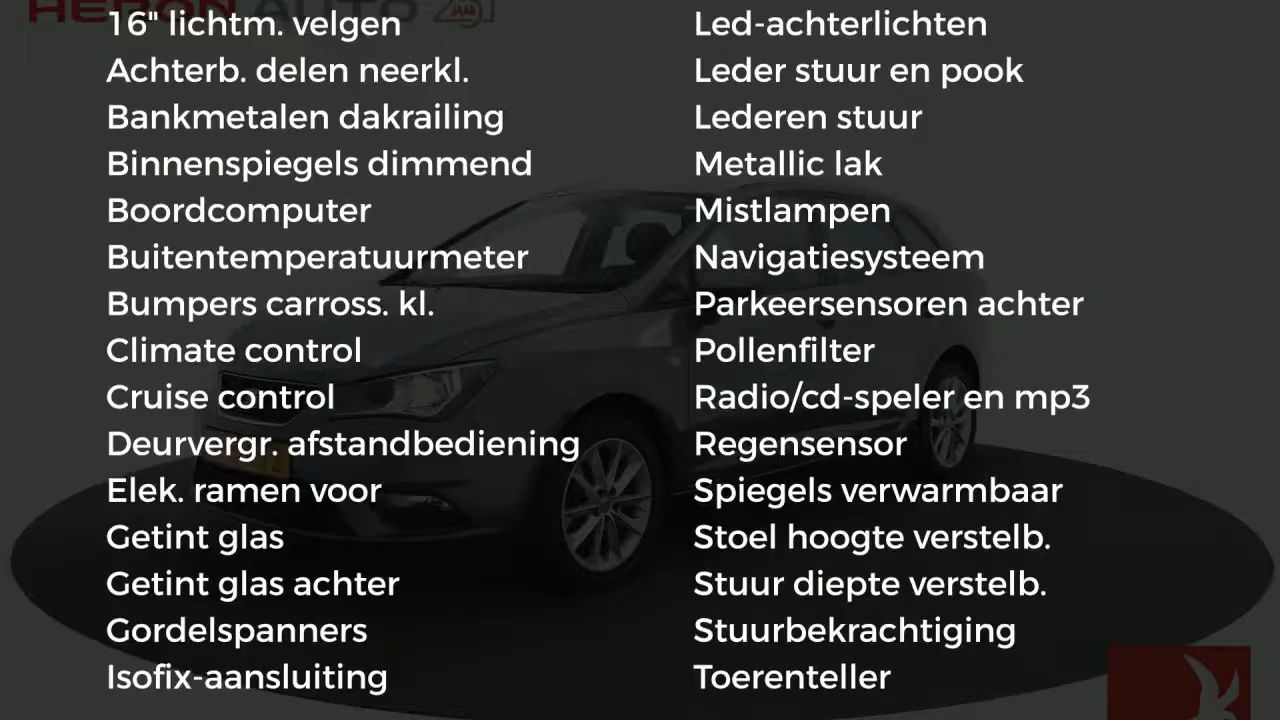 HERON AUTO
JAAR
16" lichtm. velgen
Achterb. delen neerkl.
Bankmetalen dakrailing
Binnenspiegels dimmend
Boordcomputer
Buitentemperatuurmeter
Bumpers carross. kl.
Climate control
Cruise control
Deurvergr. afstandbediening
Elek. ramen voor
Getint glas
Getint glas achter
Gordelspanners
Isofix-aansluiting
Led-achterlichten
Leder stuur en pook
Lederen stuur
Metallic lak
Mistlampen
Navigatiesysteem
Parkeersensoren achter
Pollenfilter
Radio/cd-speler en mp3
Regensensor
Spiegels verwarmbaar
Stoel hoogte verstelb.
Stuur diepte verstelb.
Stuurbekrachtiging
Toerenteller